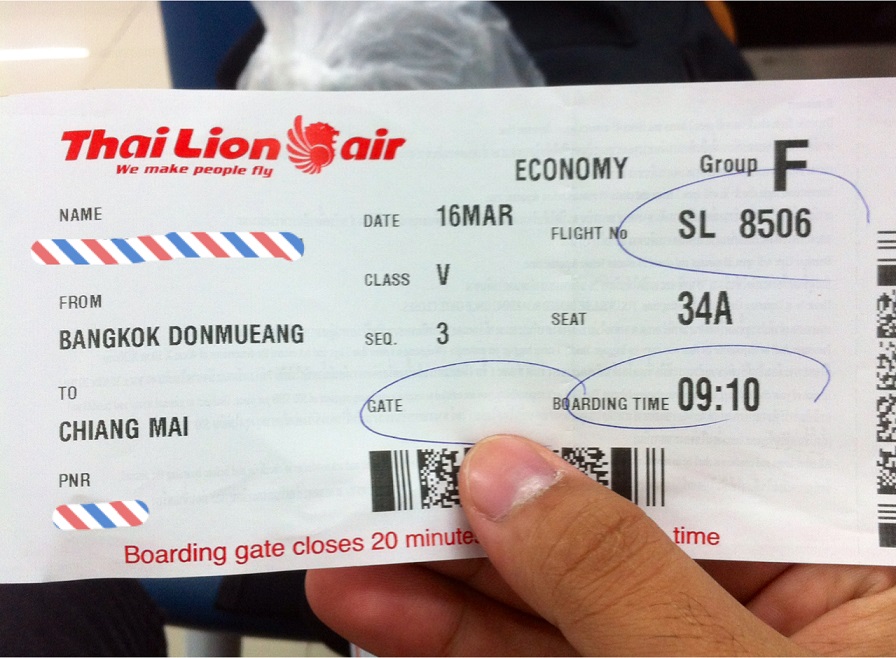 Thai Lion air
We make people fly
ECONOMY
Group F
NAME
DATE 16MAR
FLIGHT No SL 8506
CLASS V
FROM
BANGKOK DONMUEANG
SEQ. 3
SEAT 34A
TO
CHIANG MAI
GATE
BOARDING TIME 09:10
PNR
Boarding gate closes 20 minutes time